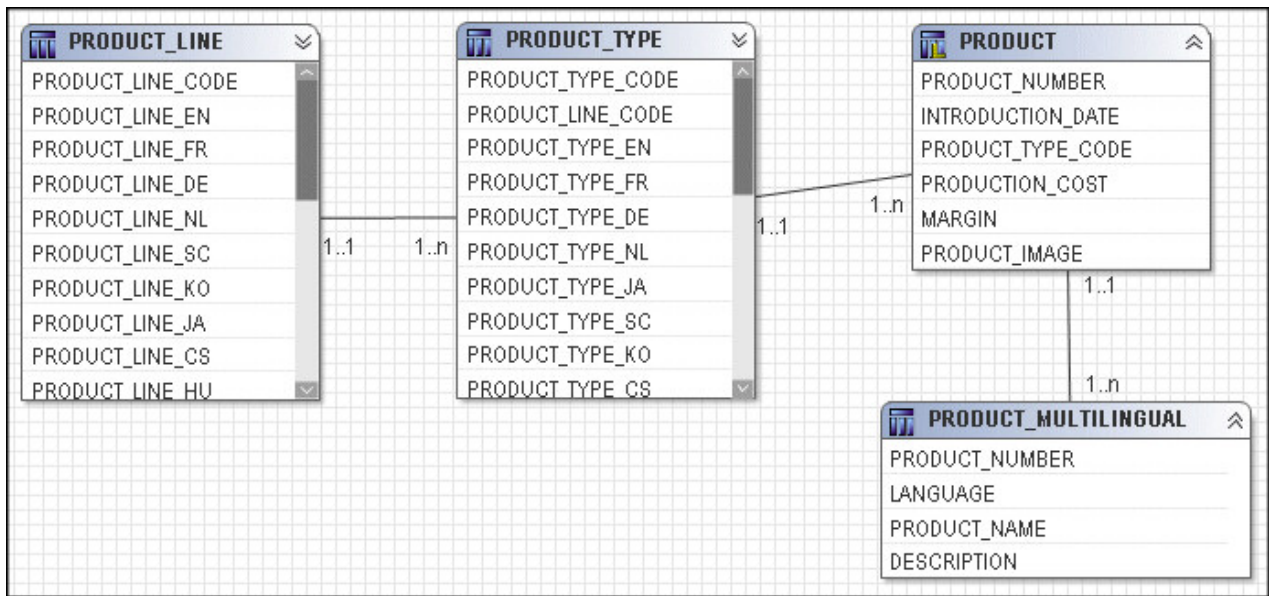 PRODUCT_LINE
PRODUCT_LINE_CODE
PRODUCT_LINE_EN
PRODUCT_LINE_FR
PRODUCT_LINE_DE
PRODUCT_LINE_NL
PRODUCT_LINE_SC
PRODUCT_LINE_KO
PRODUCT_LINE_JA
PRODUCT_LINE_CS
PRODUCT_LINE_HU
1..1
1..n
PRODUCT_TYPE
PRODUCT_TYPE_CODE
PRODUCT_LINE_CODE
PRODUCT_TYPE_EN
PRODUCT_TYPE_FR
PRODUCT_TYPE_DE
PRODUCT_TYPE_NL
PRODUCT_TYPE_JA
PRODUCT_TYPE_SC
PRODUCT_TYPE_KO
PRODUCT_TYPE_CS
1..1
1..n
PRODUCT
PRODUCT_NUMBER
INTRODUCTION_DATE
PRODUCT_TYPE_CODE
PRODUCTION_COST
MARGIN
PRODUCT_IMAGE
1..1
1..n
PRODUCT_MULTILINGUAL
PRODUCT_NUMBER
LANGUAGE
PRODUCT_NAME
DESCRIPTION